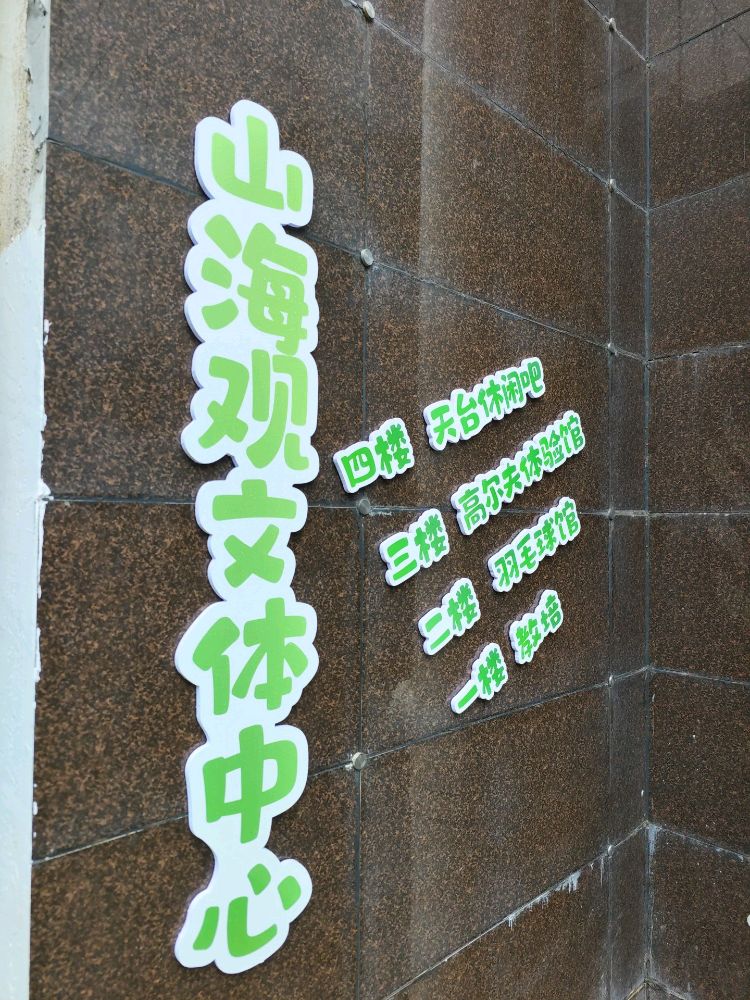 山海观文体中心
四楼 天台休闲吧
三楼 高尔夫体验馆
二楼 羽毛球馆
一楼 教培